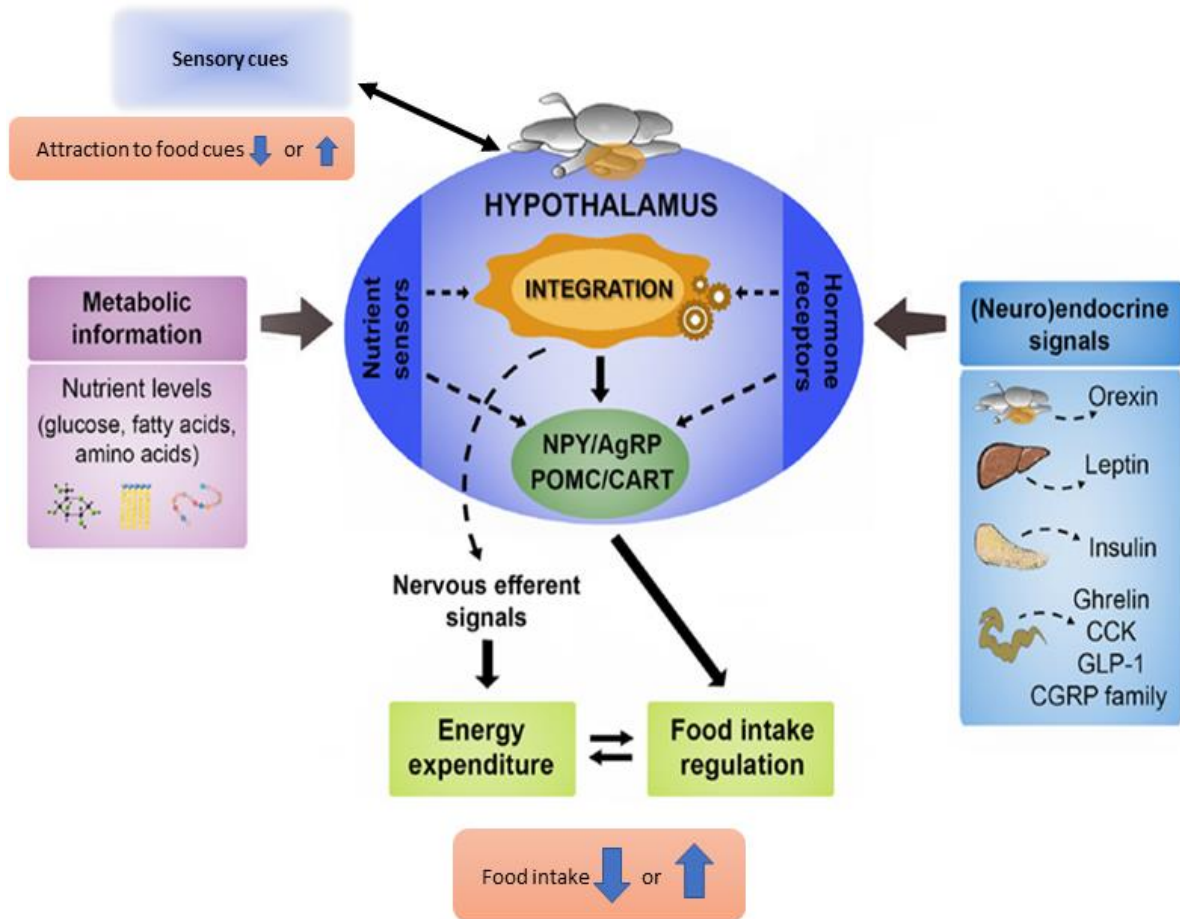 Sensory cues
Attraction to food cues or
HYPOTHALAMUS
INTEGRATION
Nutrient
sensors
Hormone
receptors
NPY/AgRP
POMC/CART
Metabolic
information
Nutrient levels
(glucose, fatty acids,
amino acids)
(Neuro)endocrine
signals
Orexin
Leptin
Insulin
Ghrelin
CCK
GLP-1
CGRP family
Nervous efferent
signals
Energy
expenditure
Food intake
regulation
Food intake or